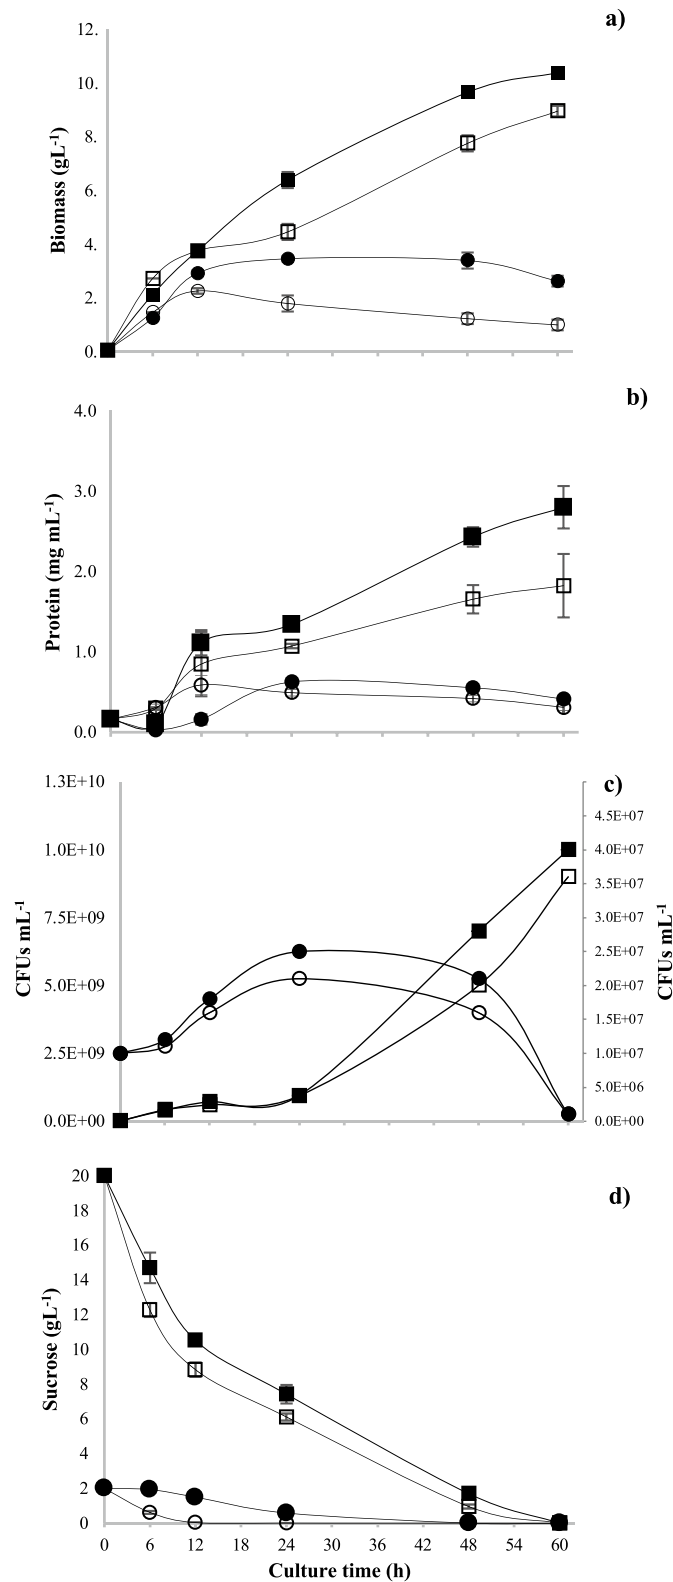 a)
12.
10.
8.
6.
4.
2.
0.
Biomass (gL-1)
b)
4.0
3.0
2.0
1.0
0.0
Protein (mg mL-1)
c)
1.3E+10
1.0E+10
7.5E+09
5.0E+09
2.5E+09
0.0E+00
CFUs mL-1
4.5E+07
4.0E+07
3.5E+07
3.0E+07
2.5E+07
2.0E+07
1.5E+07
1.0E+07
5.0E+06
0.0E+00
CFUs mL-1
d)
20
18
16
14
12
10
8
6
4
2
0
Sucrose (gL-1)
0 6 12 18 24 30 36 42 48 54 60
Culture time (h)